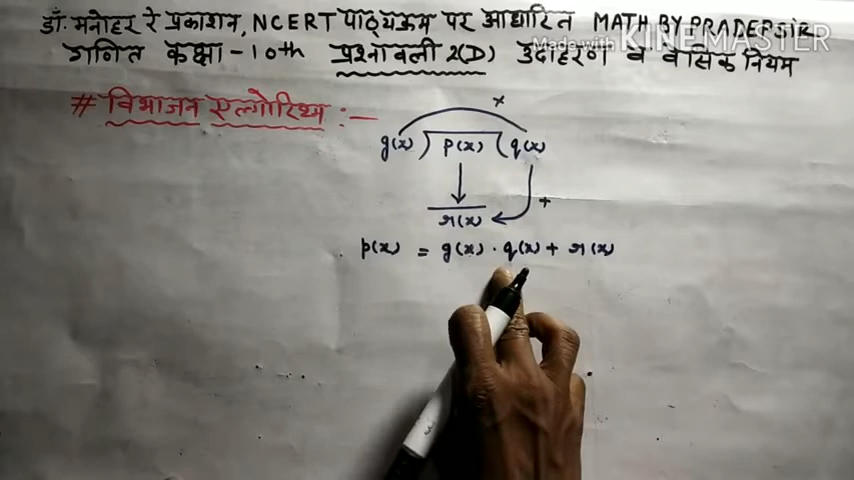 डॉ. मनोहर रे प्रकाशन, NCERT पाठ्यक्रम पर आधारित MATH BY PRADEEP SIR
Made with KINEMASTER
गणित कक्षा - 10th प्रश्नावली 2(D) उदाहरण व बेसिक नियम
# विभाजन एल्गोरिथ्म :-
×
g(x) ) p(x) ( q(x)
+
r(x)
p(x) = g(x) · q(x) + r(x)